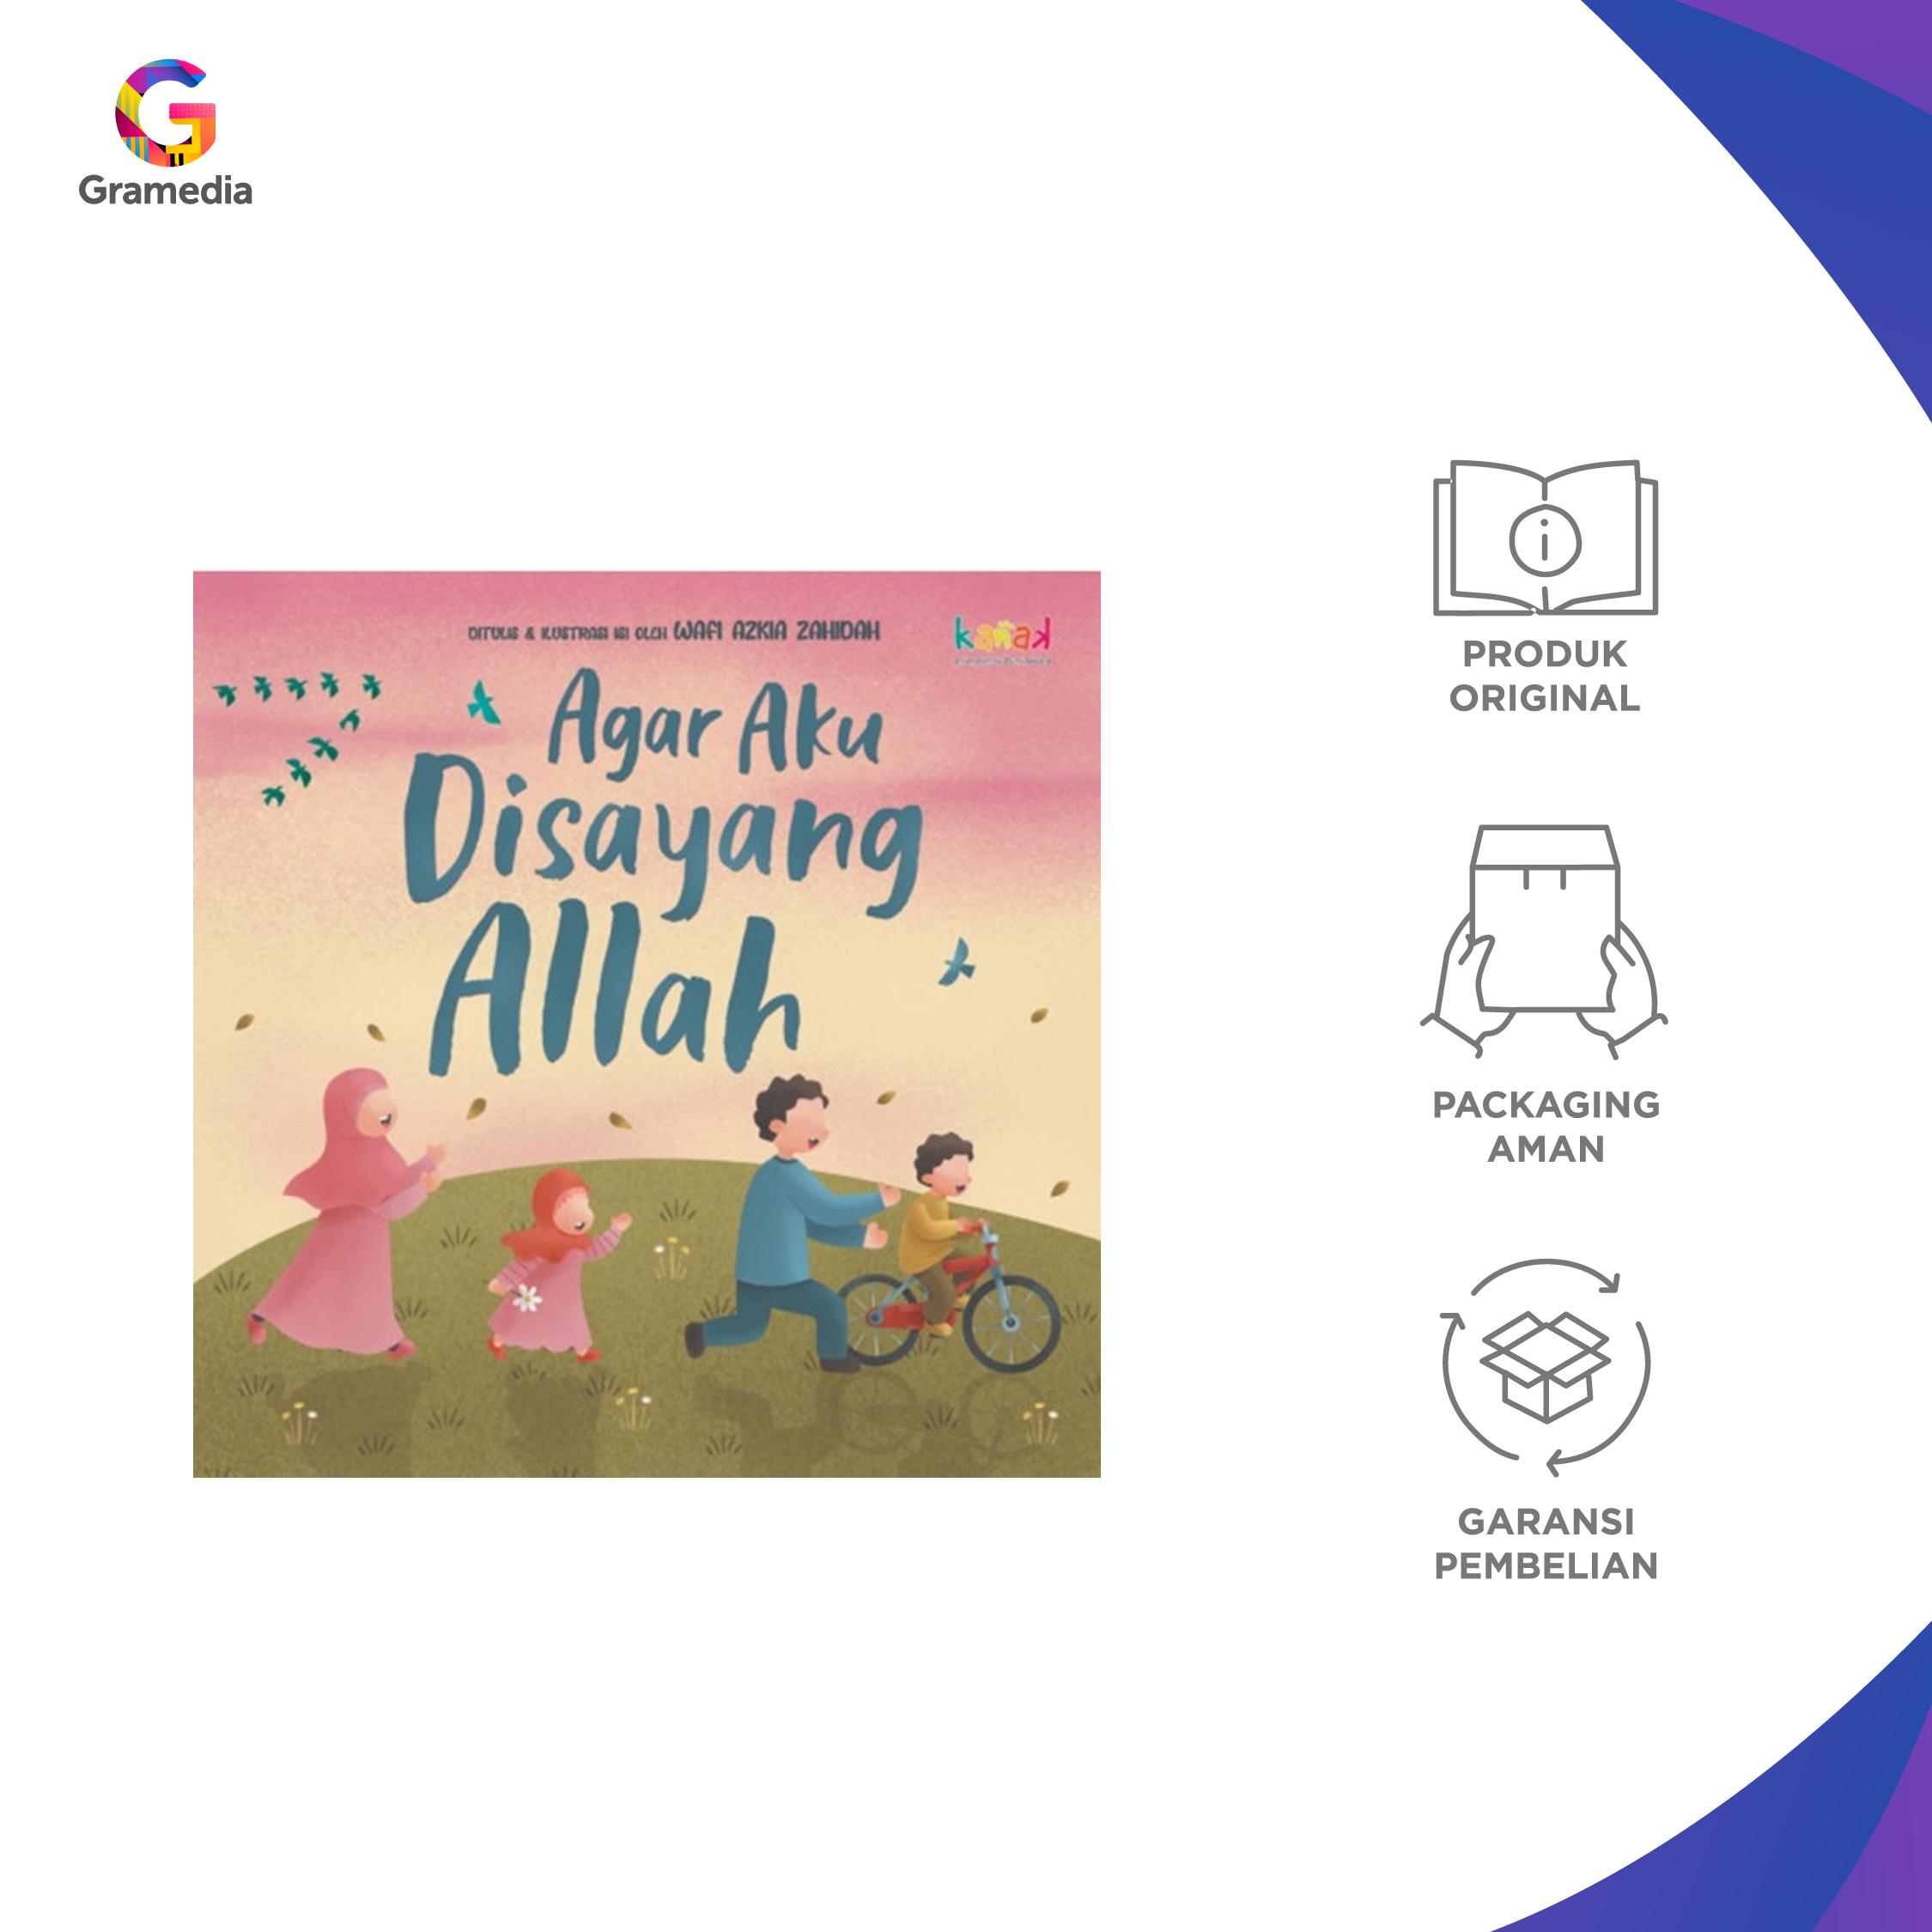 Gramedia
DITULIS & ILUSTRASI ISI OLEH WAFI AZKIA ZAHIDAH
kanak
Agar Aku
Disayang
Allah
PRODUK
ORIGINAL
PACKAGING
AMAN
GARANSI
PEMBELIAN